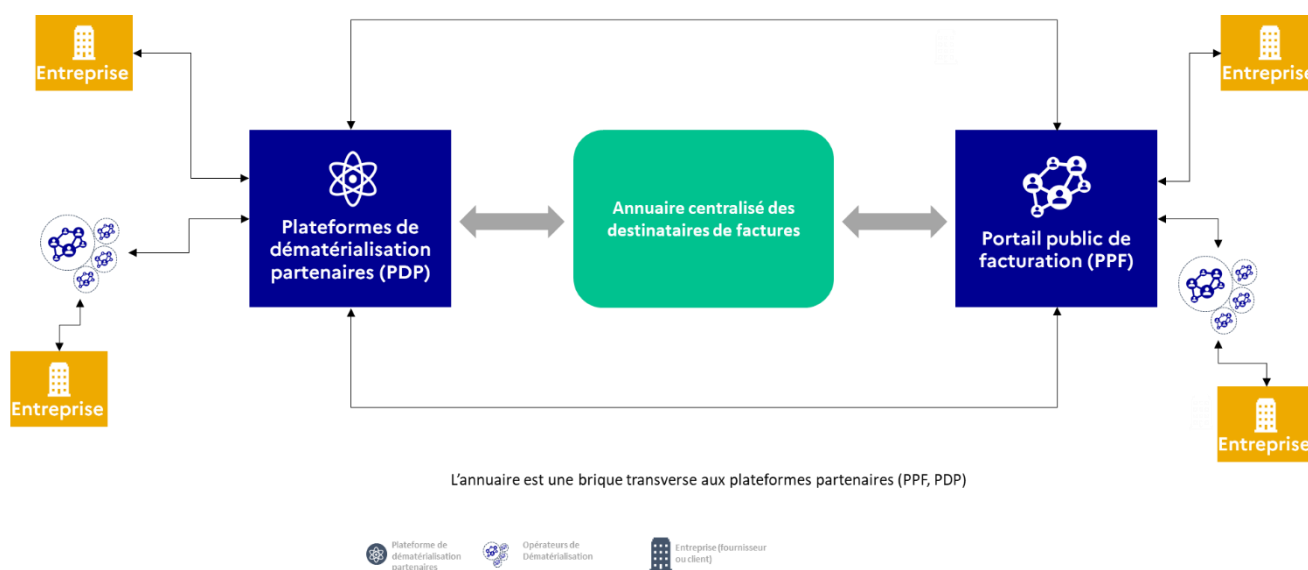 Entreprise
Entreprise
Plateformes de
dématérialisation
partenaires (PDP)
Annuaire centralisé des
destinataires de factures
Portail public de
facturation (PPF)
Entreprise
Entreprise
L’annuaire est une brique transverse aux plateformes partenaires (PPF, PDP)
Plateforme de
dématérialisation
partenaires
Opérateurs de
Dématérialisation
Entreprise (fournisseur
ou client)